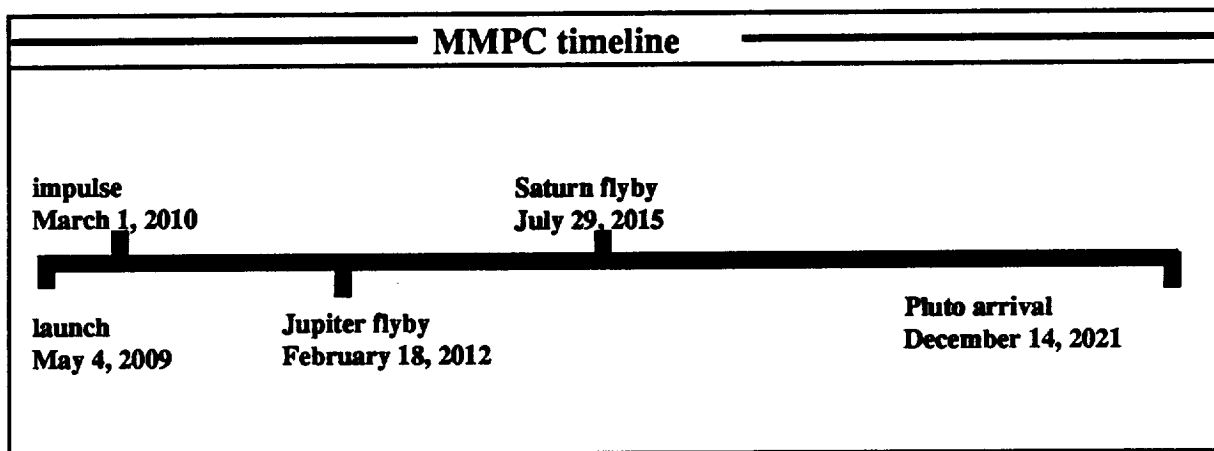 MMPC timeline
impulse
March 1, 2010
Saturn flyby
July 29, 2015
launch
May 4, 2009
Jupiter flyby
February 18, 2012
Pluto arrival
December 14, 2021